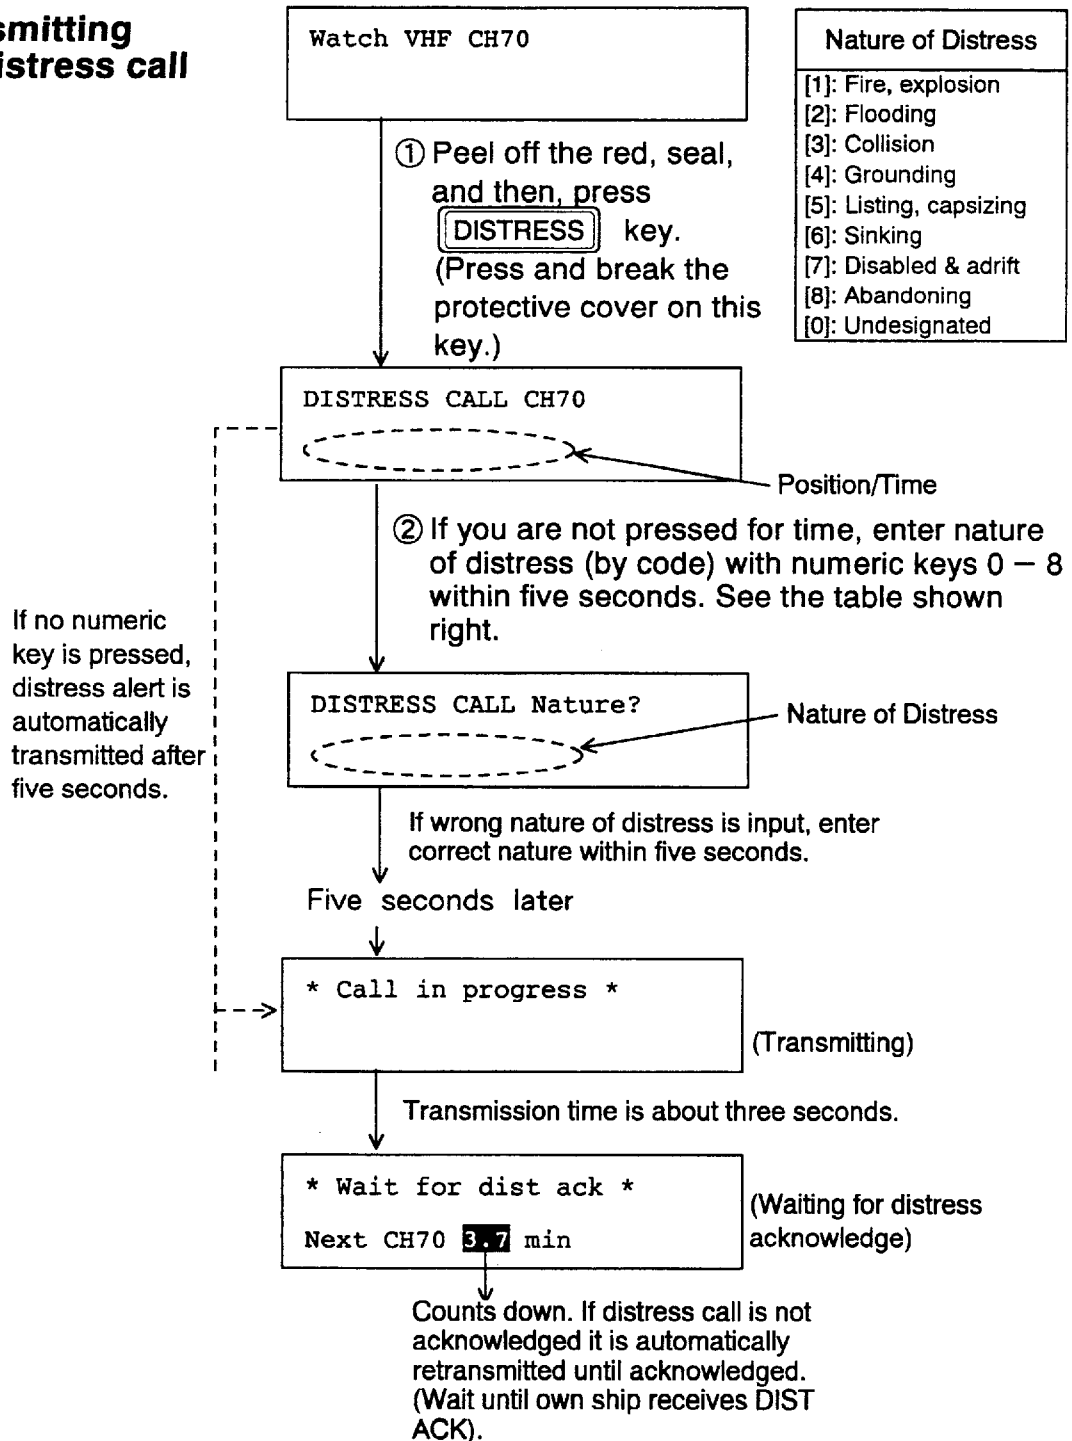 smitting
istress call
Watch VHF CH70
Nature of Distress
[1]: Fire, explosion
[2]: Flooding
[3]: Collision
[4]: Grounding
[5]: Listing, capsizing
[6]: Sinking
[7]: Disabled & adrift
[8]: Abandoning
[0]: Undesignated
① Peel off the red, seal,
and then, press
DISTRESS key.
(Press and break the
protective cover on this
key.)
DISTRESS CALL CH70
Position/Time
② If you are not pressed for time, enter nature
of distress (by code) with numeric keys 0 – 8
within five seconds. See the table shown
right.
If no numeric
key is pressed,
distress alert is
automatically
transmitted after
five seconds.
DISTRESS CALL Nature?
Nature of Distress
If wrong nature of distress is input, enter
correct nature within five seconds.
Five seconds later
* Call in progress *
(Transmitting)
Transmission time is about three seconds.
* Wait for dist ack *
Next CH70 3.7 min
(Waiting for distress
acknowledge)
Counts down. If distress call is not
acknowledged it is automatically
retransmitted until acknowledged.
(Wait until own ship receives DIST
ACK).